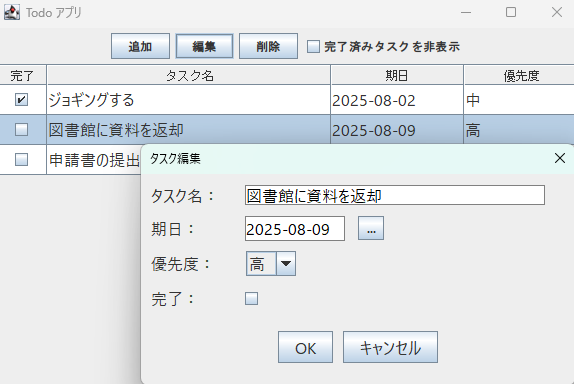 Todo アプリ
追加 編集 削除 完了済みタスクを非表示
完了 タスク名 期日 優先度
ジョギングする 2025-08-02 中
図書館に資料を返却 2025-08-09 高
申請書の提出
タスク編集
タスク名： 図書館に資料を返却
期日： 2025-08-09 ...
優先度： 高
完了：
OK キャンセル